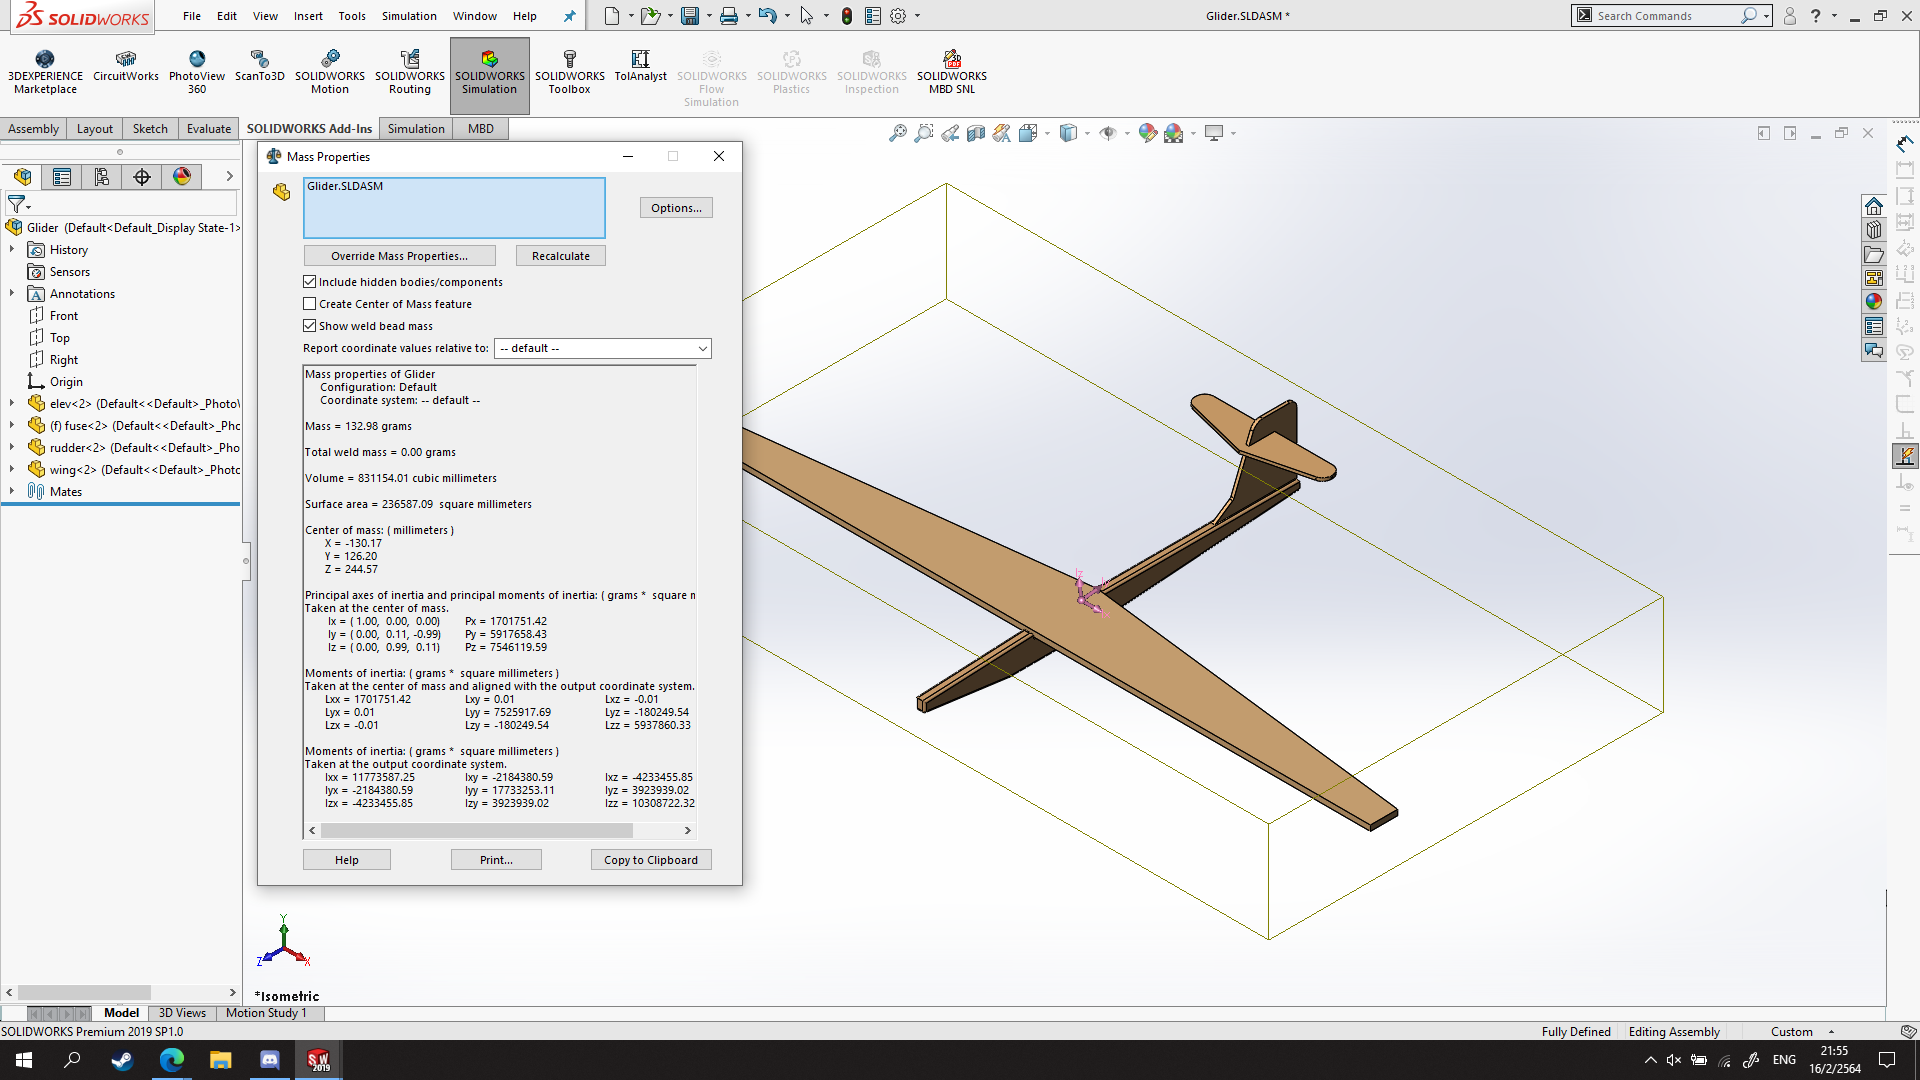 SOLIDWORKS
File Edit View Insert Tools Simulation Window Help
Glider.SLDASM *
Search Commands
3DEXPERIENCE Marketplace
CircuitWorks
PhotoView 360
ScanTo3D
SOLIDWORKS Motion
SOLIDWORKS Routing
SOLIDWORKS Simulation
SOLIDWORKS Toolbox
TolAnalyst
SOLIDWORKS Flow Simulation
SOLIDWORKS Plastics
SOLIDWORKS Inspection
SOLIDWORKS MBD SNL
Assembly Layout Sketch Evaluate SOLIDWORKS Add-Ins Simulation MBD
Glider (Default<Default_Display State-1>
History
Sensors
Annotations
Front
Top
Right
Origin
elev<2> (Default<<Default>_Photo
(f) fuse<2> (Default<<Default>_Phc
rudder<2> (Default<<Default>_Pho
wing<2> (Default<<Default>_Photo
Mates
Mass Properties
Glider.SLDASM
Options...
Override Mass Properties... Recalculate
Include hidden bodies/components
Create Center of Mass feature
Show weld bead mass
Report coordinate values relative to: -- default --
Mass properties of Glider
Configuration: Default
Coordinate system: -- default --
Mass = 132.98 grams
Total weld mass = 0.00 grams
Volume = 831154.01 cubic millimeters
Surface area = 236587.09 square millimeters
Center of mass: ( millimeters )
X = -130.17
Y = 126.20
Z = 244.57
Principal axes of inertia and principal moments of inertia: ( grams * square n
Taken at the center of mass.
Ix = ( 1.00, 0.00, 0.00) Px = 1701751.42
Iy = ( 0.00, 0.11, -0.99) Py = 5917658.43
Iz = ( 0.00, 0.99, 0.11) Pz = 7546119.59
Moments of inertia: ( grams * square millimeters )
Taken at the center of mass and aligned with the output coordinate system.
Lxx = 1701751.42 Lxy = 0.01 Lxz = -0.01
Lyx = 0.01 Lyy = 7525917.69 Lyz = -180249.54
Lzx = -0.01 Lzy = -180249.54 Lzz = 5937860.33
Moments of inertia: ( grams * square millimeters )
Taken at the output coordinate system.
Ixx = 11773587.25 Ixy = -2184380.59 Ixz = -4233455.85
Iyx = -2184380.59 Iyy = 17733253.11 Iyz = 3923939.02
Izx = -4233455.85 Izy = 3923939.02 Izz = 10308722.32
Help Print... Copy to Clipboard
Y
Z X
*Isometric
Model 3D Views Motion Study 1
SOLIDWORKS Premium 2019 SP1.0
Fully Defined Editing Assembly Custom
ENG
21:55
16/2/2564
SW
2019